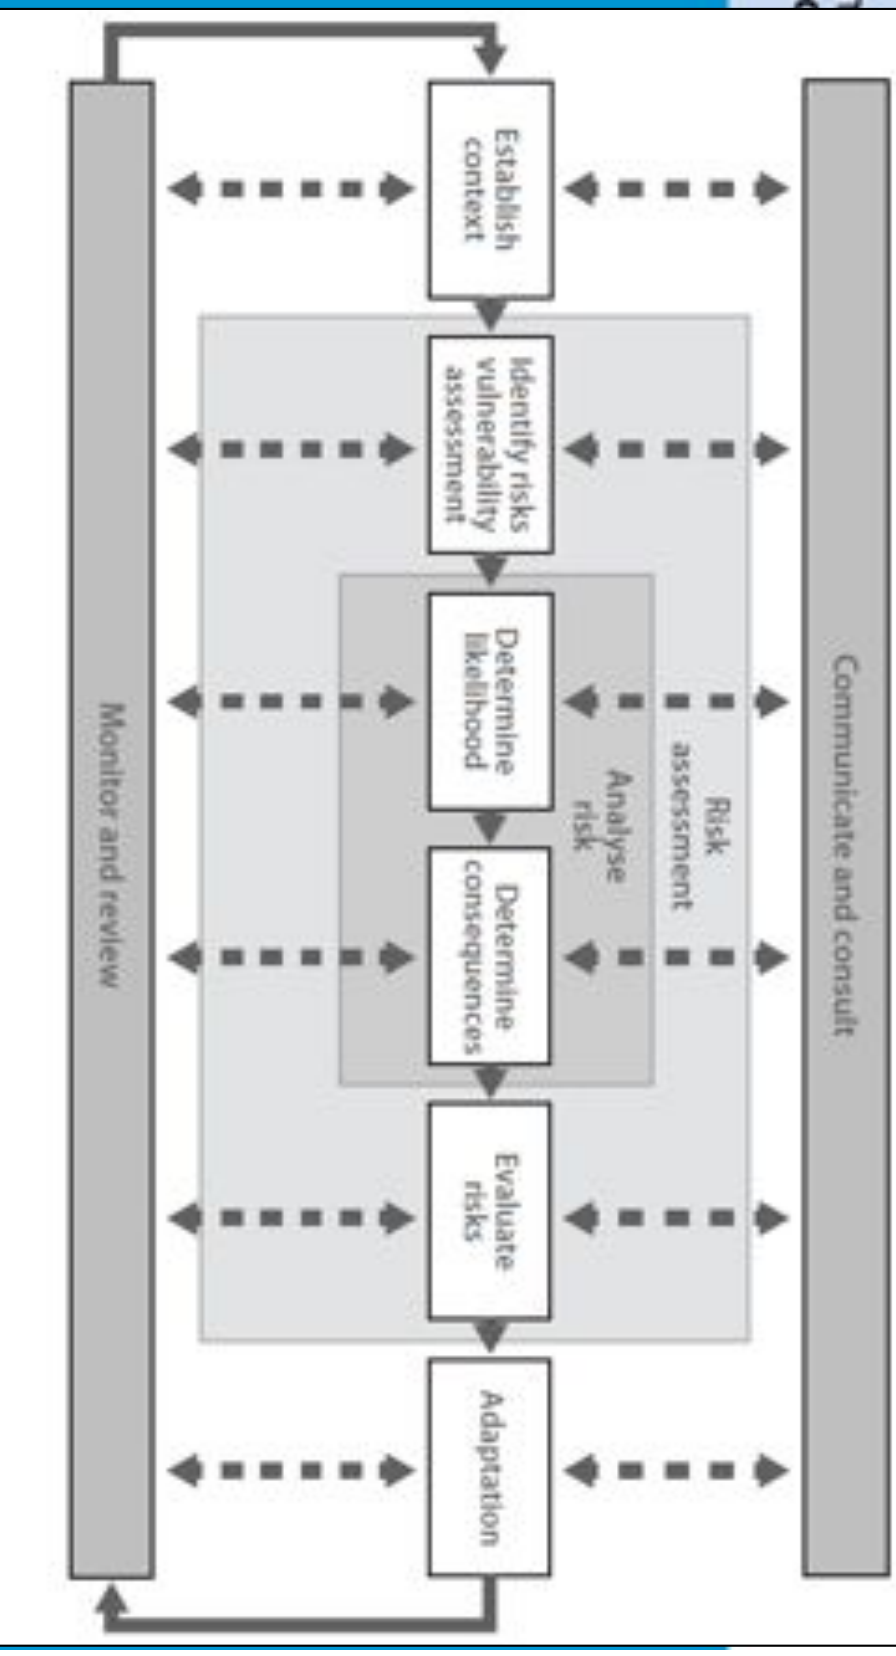 Communicate and consult
Risk
assessment
Analyse
risk
Establish
context
Identify risks
vulnerability
assessment
Determine
likelihood
Determine
consequences
Evaluate
risks
Adaptation
Monitor and review